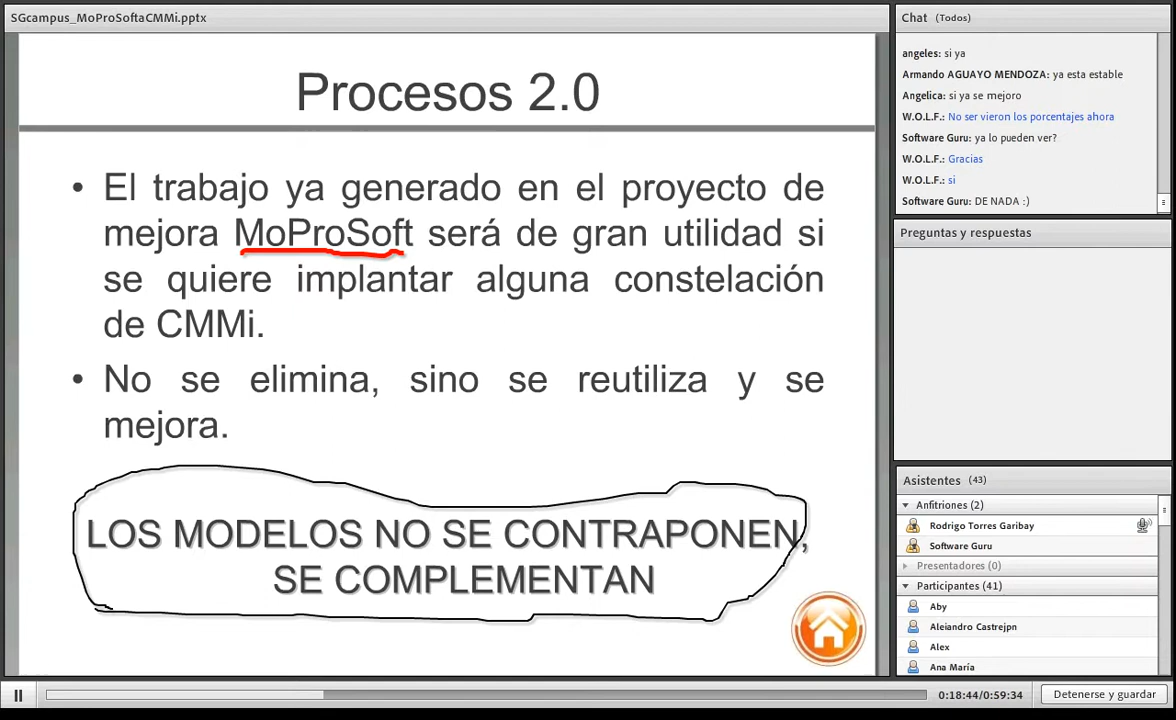 SGcampus_MoProSoftaCMMi.pptx
Procesos 2.0
• El trabajo ya generado en el proyecto de
mejora MoProSoft será de gran utilidad si
se quiere implantar alguna constelación
de CMMi.
• No se elimina, sino se reutiliza y se
mejora.
LOS MODELOS NO SE CONTRAPONEN,
SE COMPLEMENTAN
Chat (Todos)
angeles: si ya
Armando AGUAYO MENDOZA: ya esta estable
Angelica: si ya se mejoro
W.O.L.F.: No ser vieron los porcentajes ahora
Software Guru: ya lo pueden ver?
W.O.L.F.: Gracias
W.O.L.F.: si
Software Guru: DE NADA :)
Preguntas y respuestas
Asistentes (43)
Anfitriones (2)
Rodrigo Torres Garibay
Software Guru
Presentadores (0)
Participantes (41)
Aby
Alejandro Castrejpn
Alex
Ana María
0:18:44/0:59:34
Detenerse y guardar